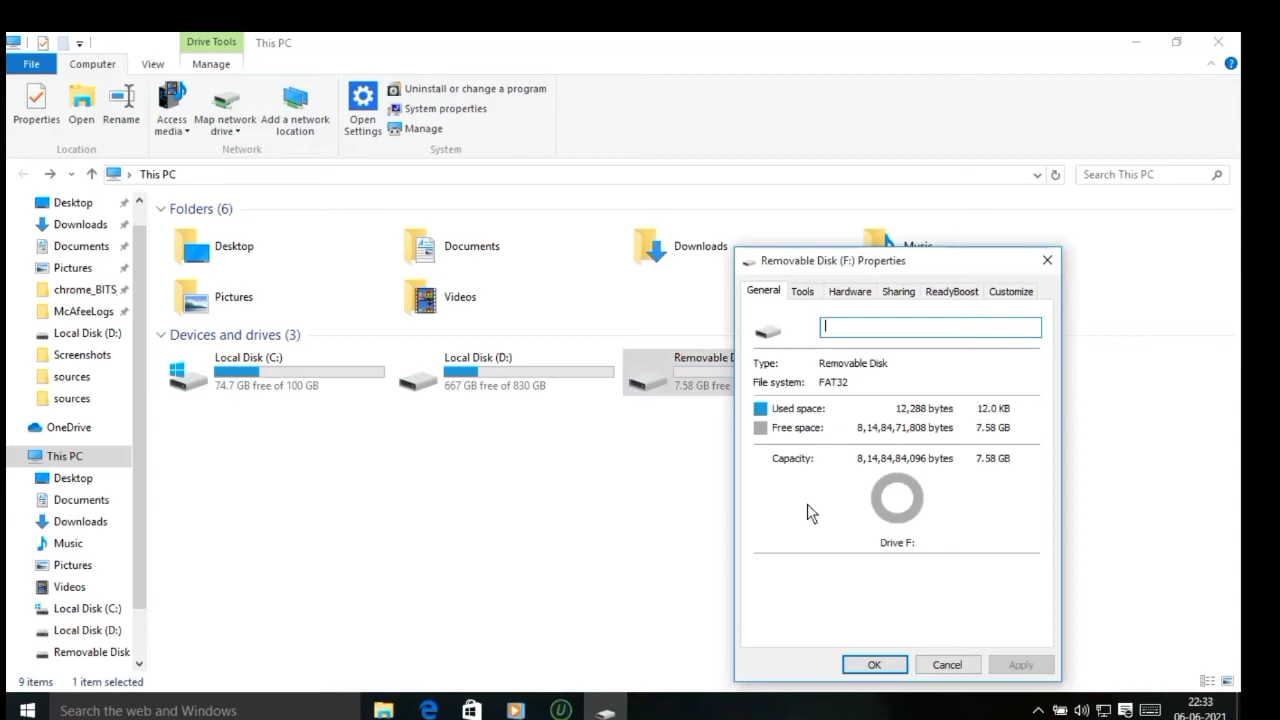 Drive Tools
This PC
File
Computer
View
Manage
Properties
Open
Rename
Access media
Map network drive
Add a network location
Open Settings
Uninstall or change a program
System properties
Manage
Location
Network
System
This PC
Search This PC
Desktop
Downloads
Documents
Pictures
chrome_BITS
McAfeeLogs
Local Disk (D:)
Screenshots
sources
sources
OneDrive
This PC
Desktop
Documents
Downloads
Music
Pictures
Videos
Local Disk (C:)
Local Disk (D:)
Removable Disk
Folders (6)
Desktop
Documents
Downloads
Music
Pictures
Videos
Devices and drives (3)
Local Disk (C:)
74.7 GB free of 100 GB
Local Disk (D:)
667 GB free of 830 GB
Removable D
7.58 GB free
Removable Disk (F:) Properties
General
Tools
Hardware
Sharing
ReadyBoost
Customize
Type: Removable Disk
File system: FAT32
Used space: 12,288 bytes 12.0 KB
Free space: 8,14,84,71,808 bytes 7.58 GB
Capacity: 8,14,84,84,096 bytes 7.58 GB
Drive F:
OK
Cancel
Apply
9 items
1 item selected
Search the web and Windows
22:33
06-06-2021